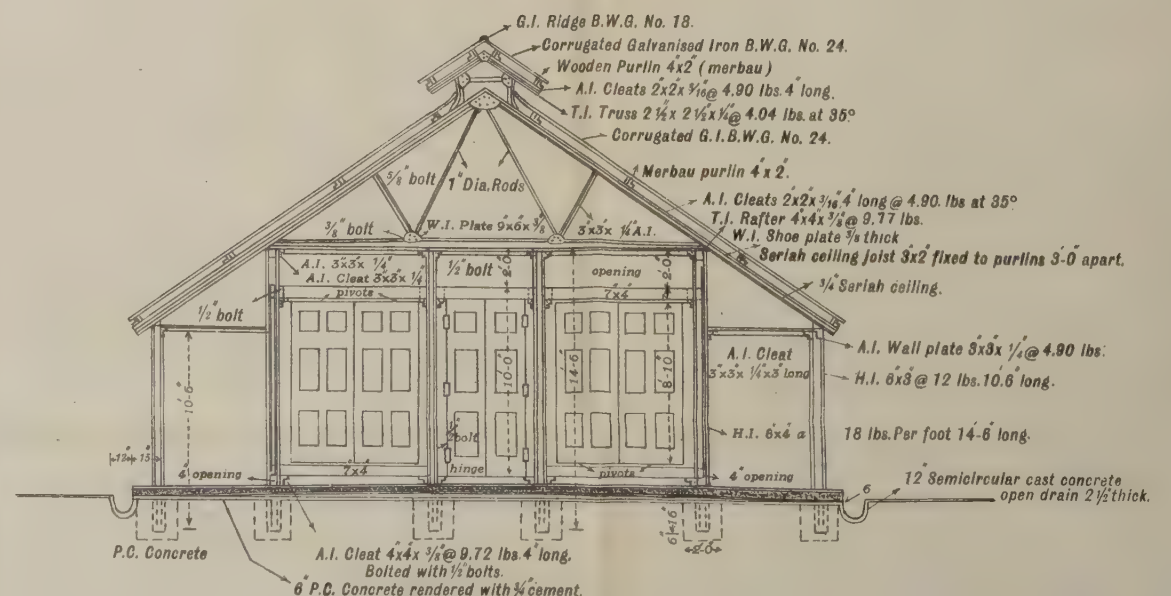 G.I. Ridge B.W.G. No. 18.
Corrugated Galvanised Iron B.W.G. No. 24.
Wooden Purlin 4"x2" (merbau)
A.I. Cleats 2"x2"x 3/16"@ 4.90 lbs. 4" long.
T.I. Truss 2½"x 2½"x¼"@ 4.04 lbs. at 35°
Corrugated G.I.B.W.G. No. 24.
Merbau purlin 4"x 2".
5/8" bolt
1" Dia. Rods
A.I. Cleats 2"x2"x 3/16" 4" long @ 4.90. lbs at 35°
T.I. Rafter 4"x4"x 3/8"@ 9.77 lbs.
3/8" bolt
W.I. Plate 9"x6"x 3/8"
3"x3"x ¼"A.I.
W.I. Shoe plate 3/8 thick
Seriah ceiling joist 3"x2" fixed to purlins 3'-0" apart.
A.I. 3"x3"x ¼"
A.I. Cleat 3"x3"x ¼"
½" bolt
2'-0"
opening
2'-0"
¾" Seriah ceiling.
pivots
7"x4"
½" bolt
A.I. Wall plate 3"x3"x ¼"@ 4.90 lbs.
A.I. Cleat
3"x3"x ¼"x3" long
H.I. 6"x3"@ 12 lbs. 10'.6" long.
10'-6"
10'-0"
14'-6"
8'-10"
½"bolt
H.I. 6"x4" a
18 lbs. Per foot 14'-6" long.
12"
15"
4" opening
7"x4"
hinge
pivots
4" opening
6
12" Semicircular cast concrete
open drain 2½" thick.
6"
1'6"
2'-0"
P.C. Concrete
A.I. Cleat 4"x4"x 3/8"@ 9.72 lbs. 4" long.
Bolted with ½" bolts.
6" P.C. Concrete rendered with ¾" cement.